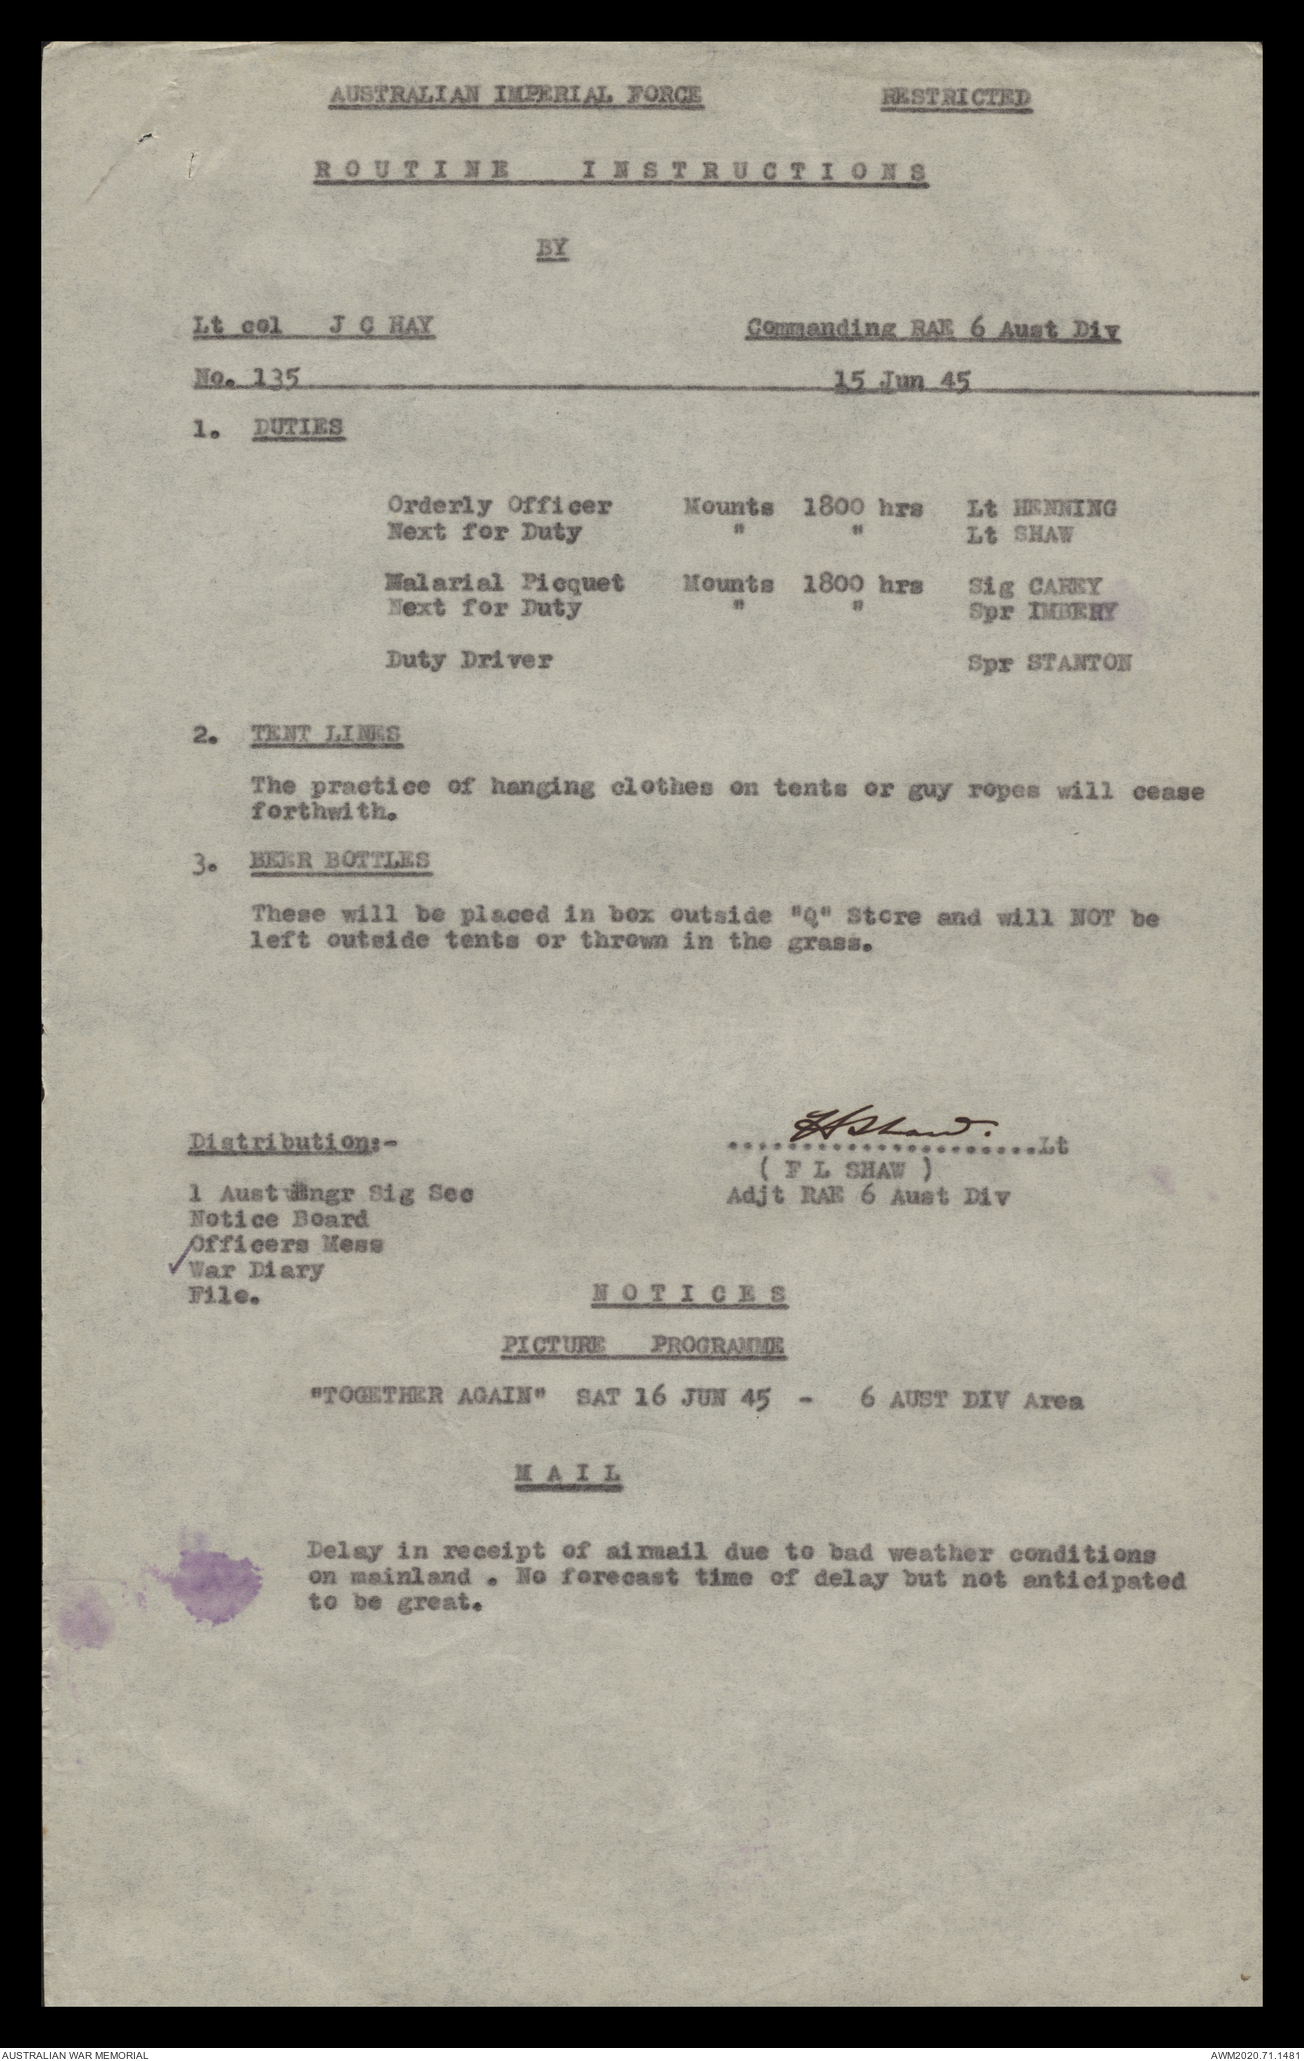 AUSTRALIAN IMPERIAL FORCE RESTRICTED
ROUTINE INSTRUCTIONS
BY
Lt col J C HAY Commanding RAE 6 Aust Div
No. 135 15 Jun 45
1. DUTIES
Orderly Officer Mounts 1800 hrs Lt HENNING
Next for Duty " " Lt SHAW
Malarial Picquet Mounts 1800 hrs Sig CAREY
Next for Duty " " Spr IMBERY
Duty Driver Spr STANTON
2. TENT LINES
The practice of hanging clothes on tents or guy ropes will cease
forthwith.
3. BEER BOTTLES
These will be placed in box outside "Q" Store and will NOT be
left outside tents or thrown in the grass.
FLShaw.
Distribution:- ......................Lt
( F L SHAW )
1 Aust Engr Sig Sec Adjt RAE 6 Aust Div
Notice Board
Officers Mess
War Diary
File.
NOTICES
PICTURE PROGRAMME
"TOGETHER AGAIN" SAT 16 JUN 45 - 6 AUST DIV Area
MAIL
Delay in receipt of airmail due to bad weather conditions
on mainland . No forecast time of delay but not anticipated
to be great.
AUSTRALIAN WAR MEMORIAL AWM2020.71.1481